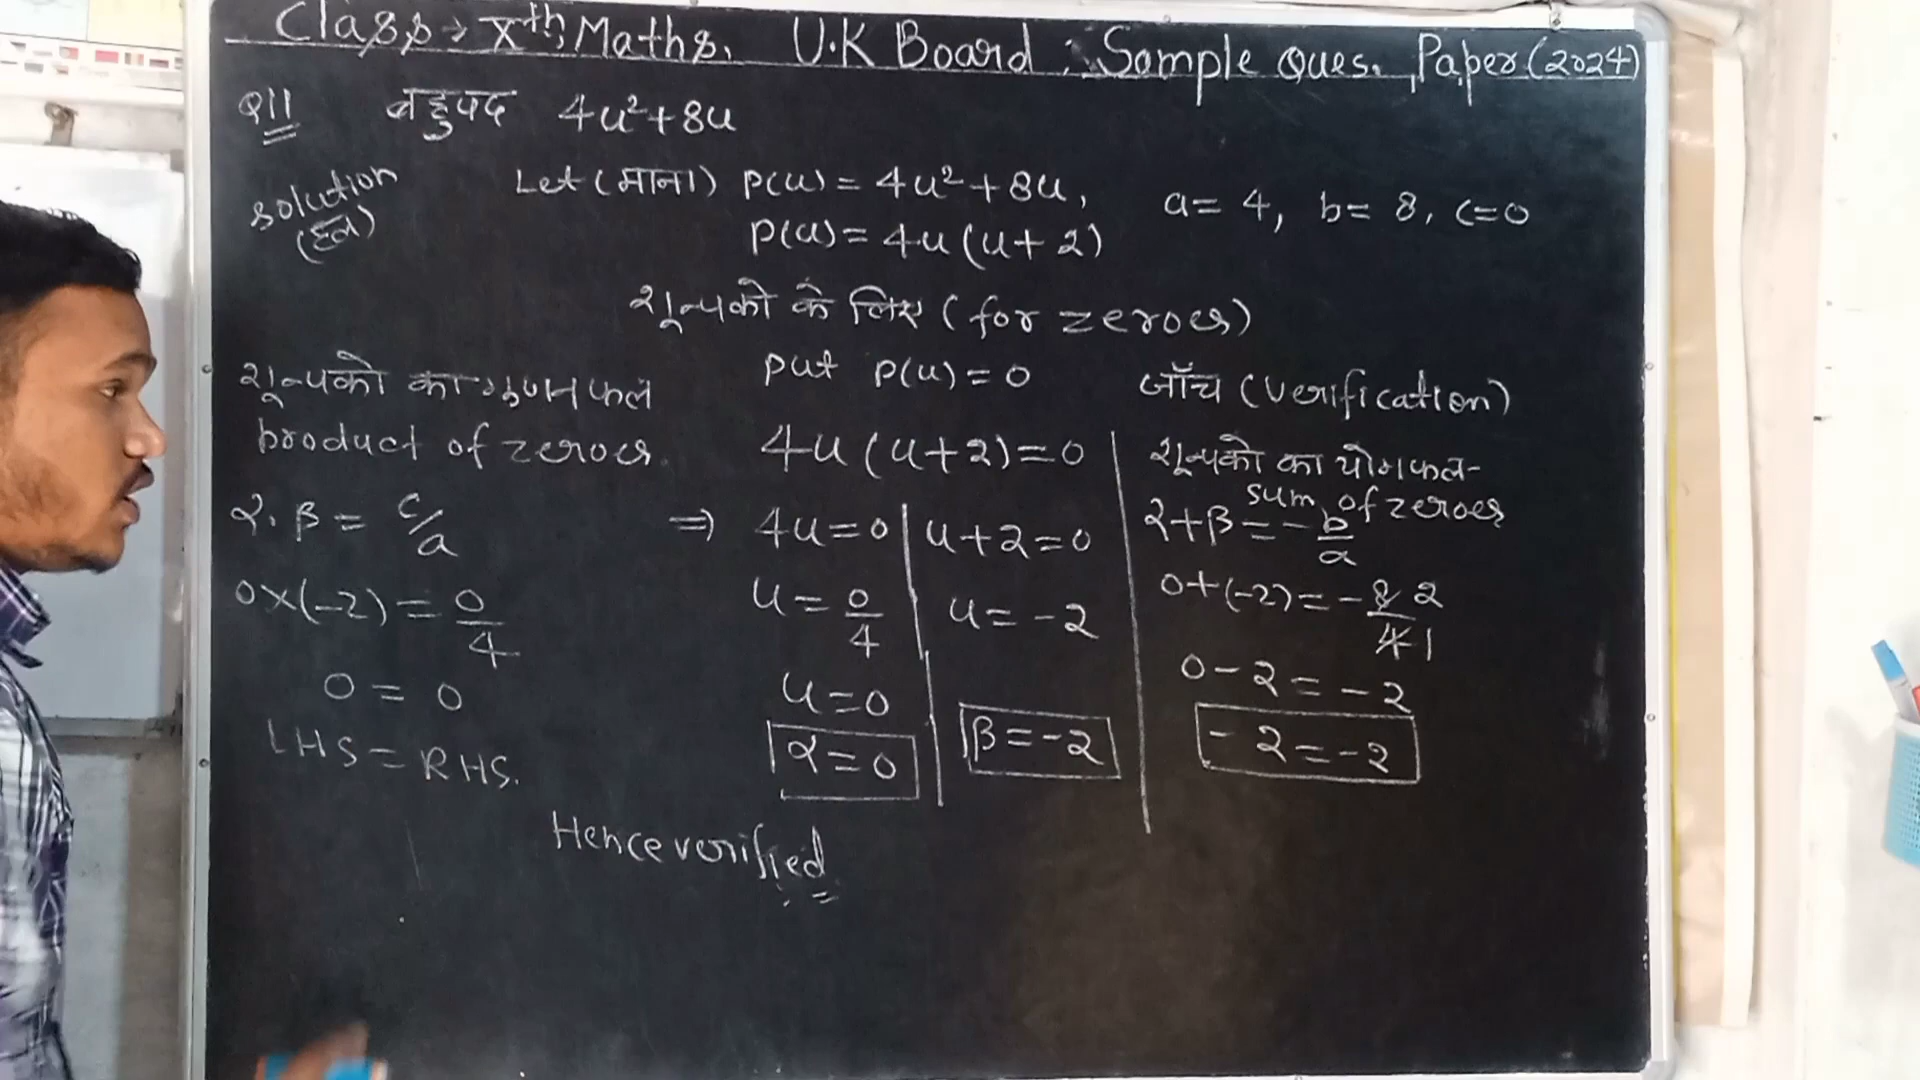 Class → Xth, Maths. U.K Board : Sample Ques. Paper (2024)
Q11 बहुपद 4u²+8u
Solution (हल)
Let (माना) p(u) = 4u²+8u, a= 4, b= 8, c=0
p(u) = 4u (u+2)
शून्यको के लिए (for zeroes)
put p(u) = 0
4u (u+2)=0
⇒ 4u=0 | u+2=0
u = 0/4 | u= -2
u=0
α=0 | β=-2
जाँच (Verification)
शून्यको का योगफल-
sum of zeroes
α+β = -b/a
0+(-2) = -8/4 2/1
0-2 = -2
-2=-2
शून्यको का गुणनफल
product of zeroes.
α.β = c/a
0×(-2) = 0/4
0 = 0
LHS = RHS.
Hence verified